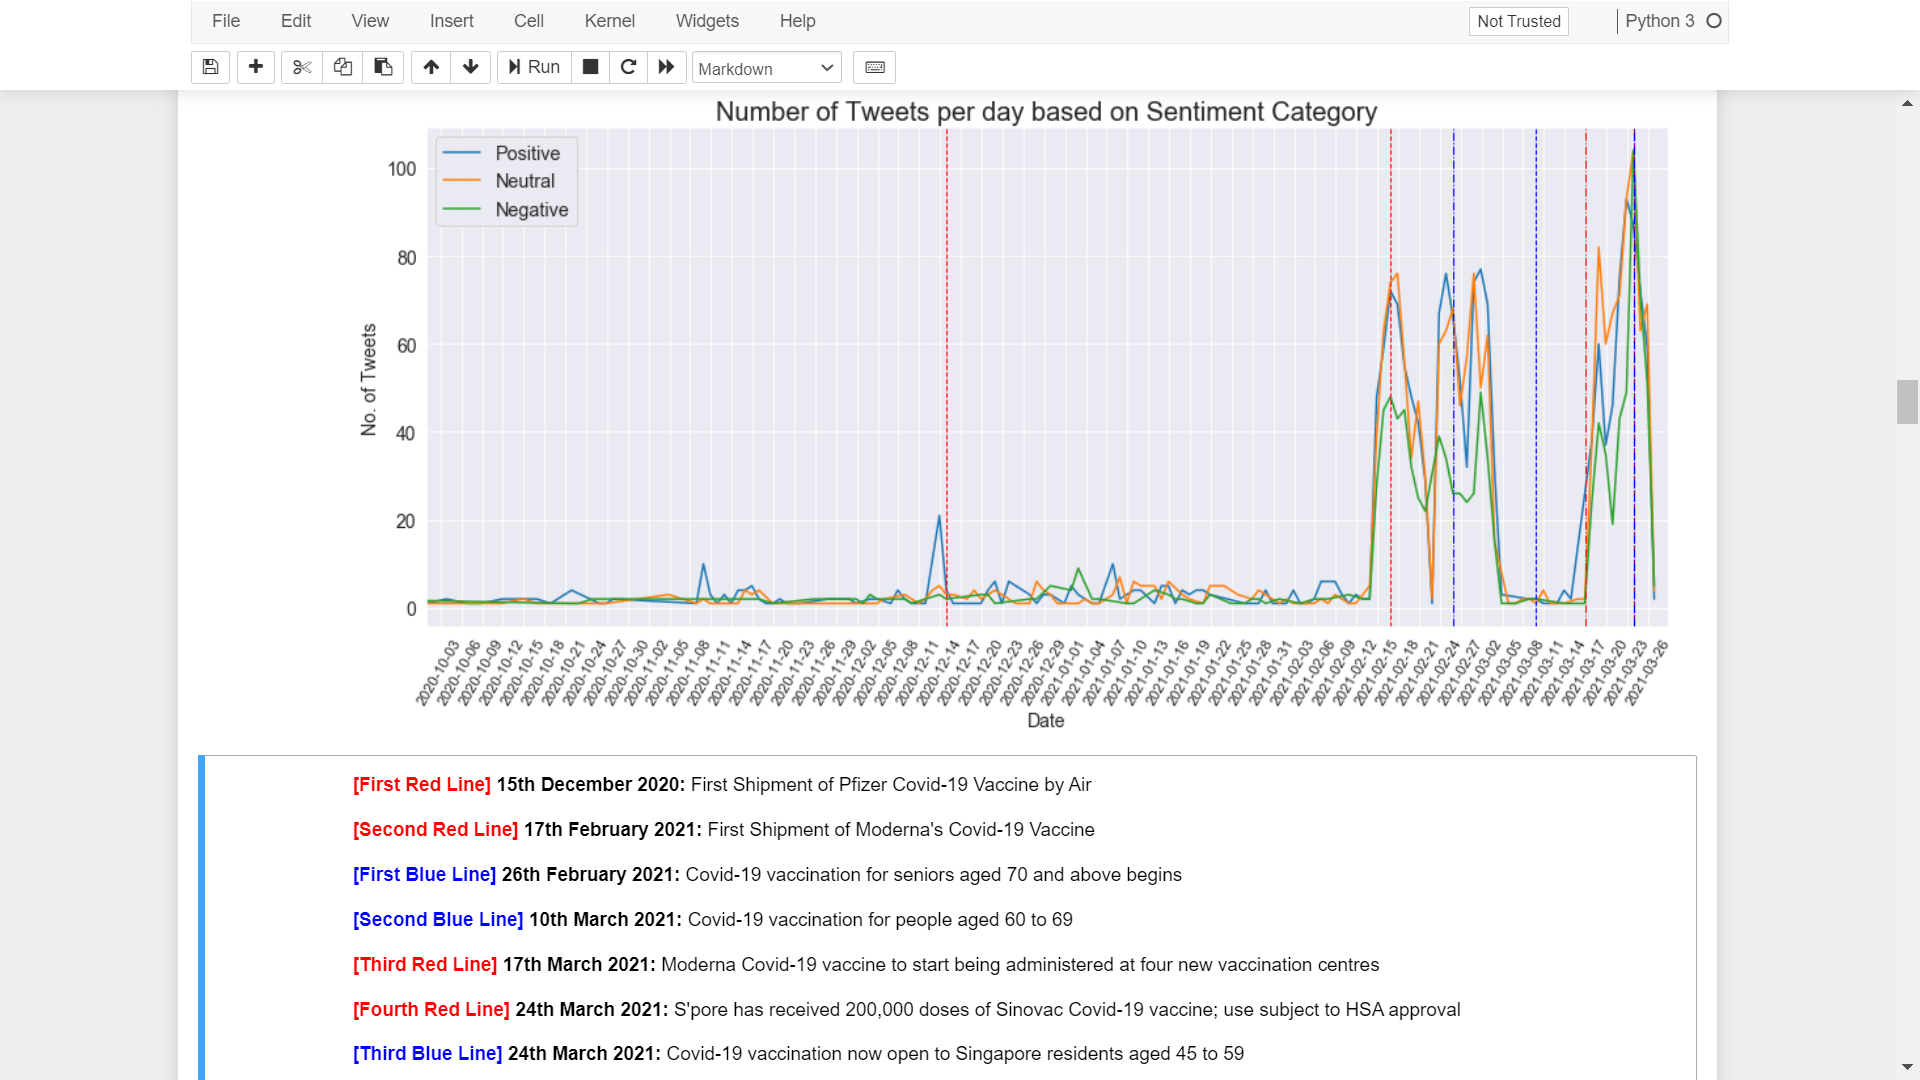 File Edit View Insert Cell Kernel Widgets Help Not Trusted Python 3
Run Markdown
Number of Tweets per day based on Sentiment Category
Positive
Neutral
Negative
100
80
60
40
20
0
No. of Tweets
2020-10-03 2020-10-06 2020-10-09 2020-10-12 2020-10-15 2020-10-18 2020-10-21 2020-10-24 2020-10-27 2020-10-30 2020-11-02 2020-11-05 2020-11-08 2020-11-11 2020-11-14 2020-11-17 2020-11-20 2020-11-23 2020-11-26 2020-11-29 2020-12-02 2020-12-05 2020-12-08 2020-12-11 2020-12-14 2020-12-17 2020-12-20 2020-12-23 2020-12-26 2020-12-29 2021-01-01 2021-01-04 2021-01-07 2021-01-10 2021-01-13 2021-01-16 2021-01-19 2021-01-22 2021-01-25 2021-01-28 2021-01-31 2021-02-03 2021-02-06 2021-02-09 2021-02-12 2021-02-15 2021-02-18 2021-02-21 2021-02-24 2021-02-27 2021-03-02 2021-03-05 2021-03-08 2021-03-11 2021-03-14 2021-03-17 2021-03-20 2021-03-23 2021-03-26
Date
[First Red Line] 15th December 2020: First Shipment of Pfizer Covid-19 Vaccine by Air
[Second Red Line] 17th February 2021: First Shipment of Moderna's Covid-19 Vaccine
[First Blue Line] 26th February 2021: Covid-19 vaccination for seniors aged 70 and above begins
[Second Blue Line] 10th March 2021: Covid-19 vaccination for people aged 60 to 69
[Third Red Line] 17th March 2021: Moderna Covid-19 vaccine to start being administered at four new vaccination centres
[Fourth Red Line] 24th March 2021: S'pore has received 200,000 doses of Sinovac Covid-19 vaccine; use subject to HSA approval
[Third Blue Line] 24th March 2021: Covid-19 vaccination now open to Singapore residents aged 45 to 59